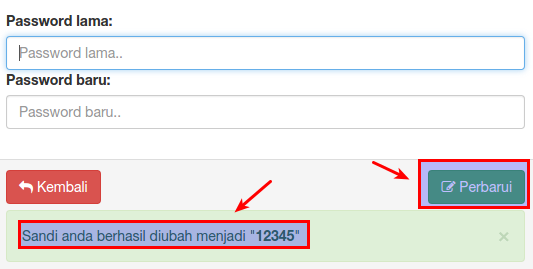 Password lama:
Password lama..
Password baru:
Password baru..
Kembali
Perbarui
Sandi anda berhasil diubah menjadi "12345"
×